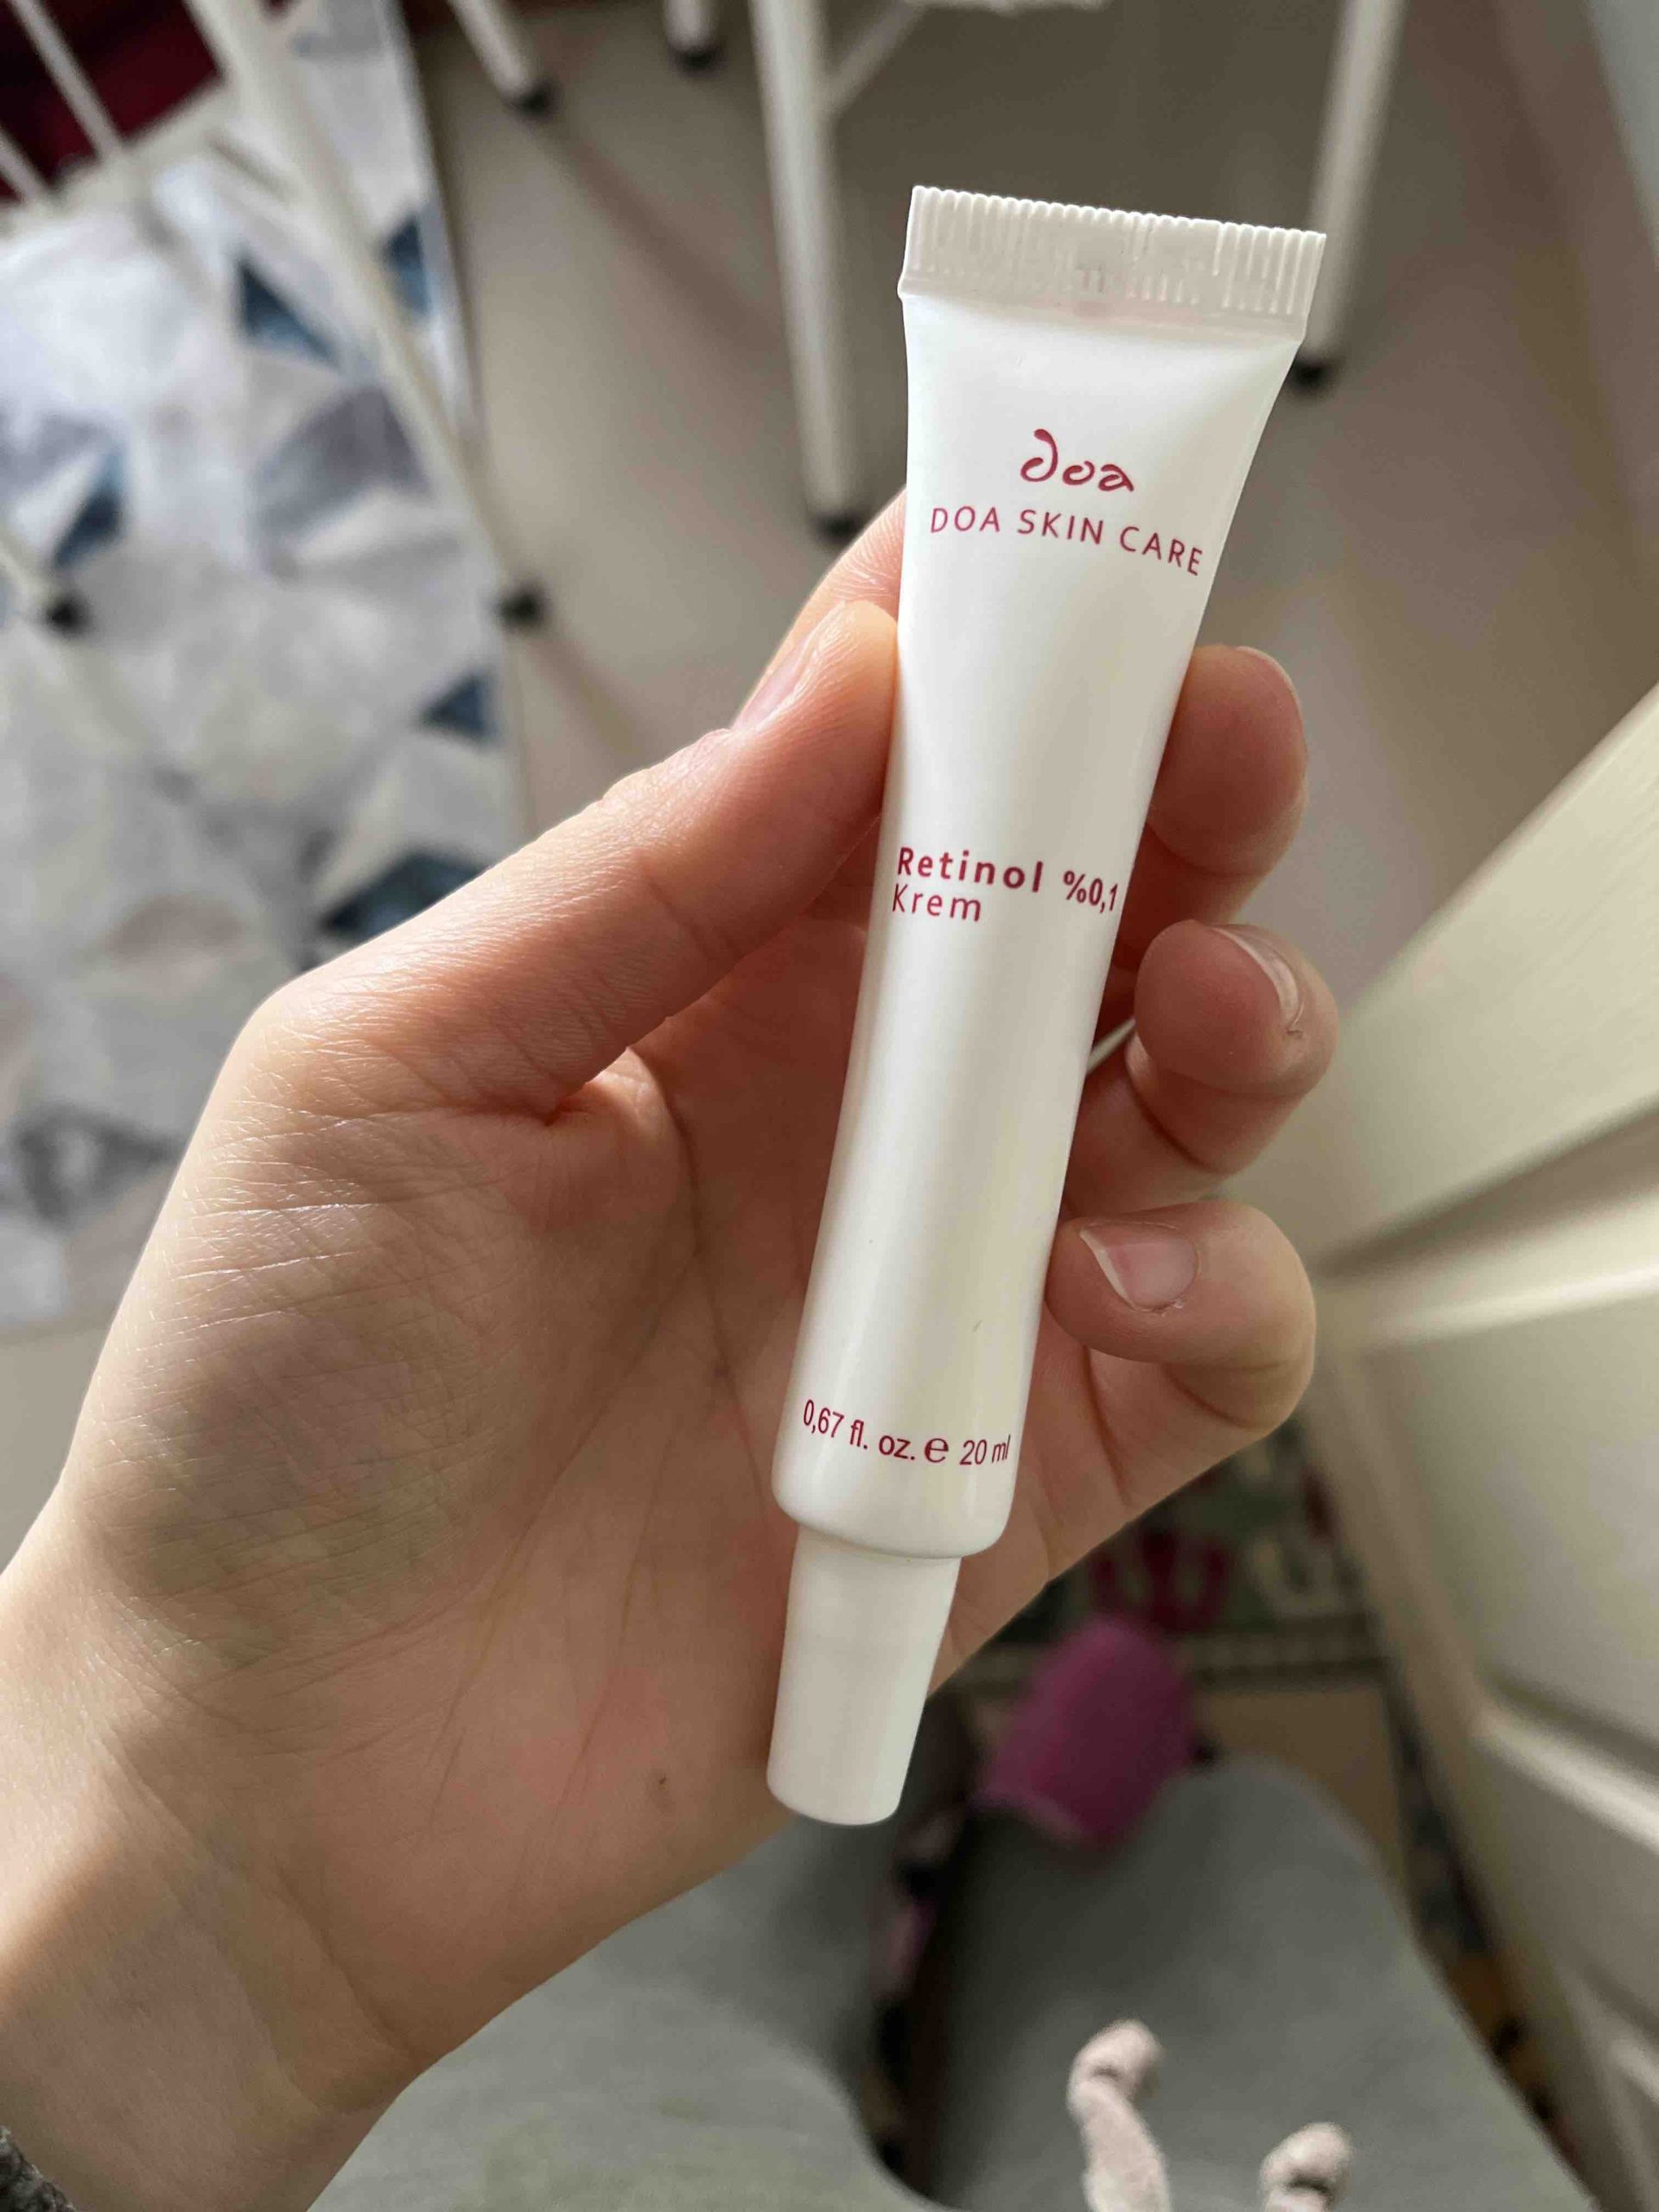 doa
DOA SKIN CARE
Retinol %0,1
Krem
0,67 fl. oz. e 20 ml